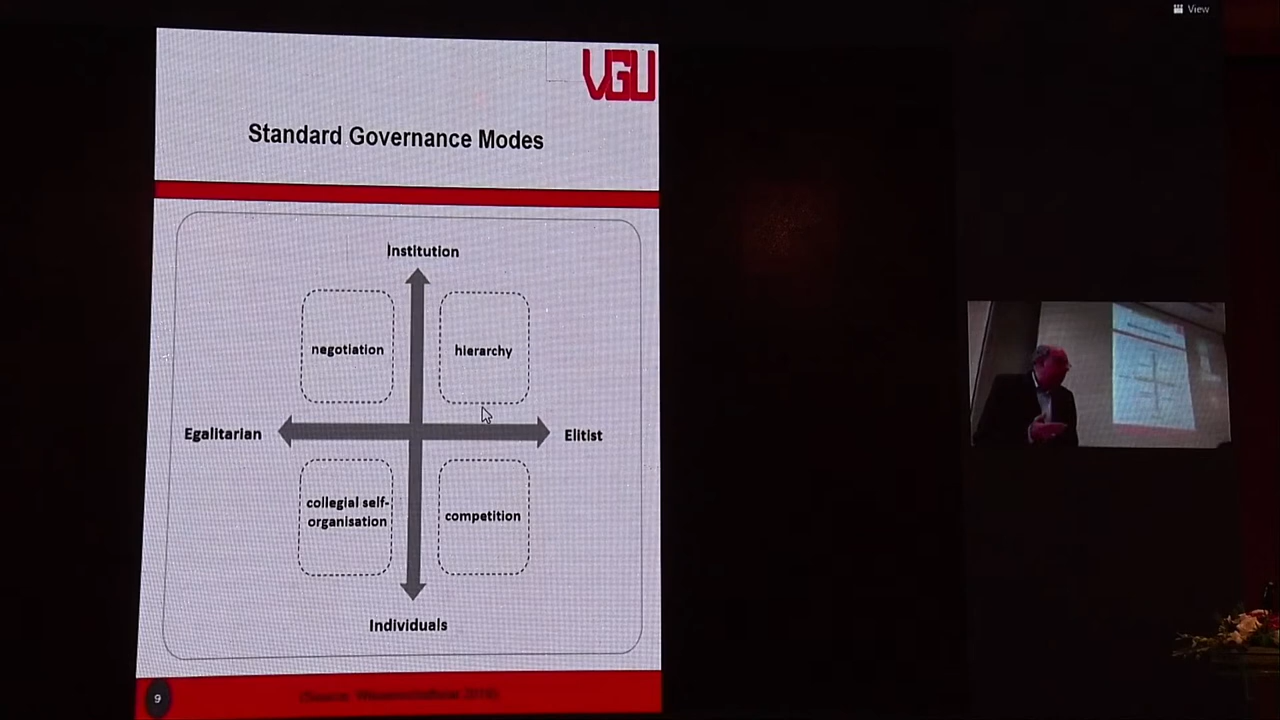 View
VGU
Standard Governance Modes
Institution
negotiation
hierarchy
Egalitarian
Elitist
collegial self-
organisation
competition
Individuals
9